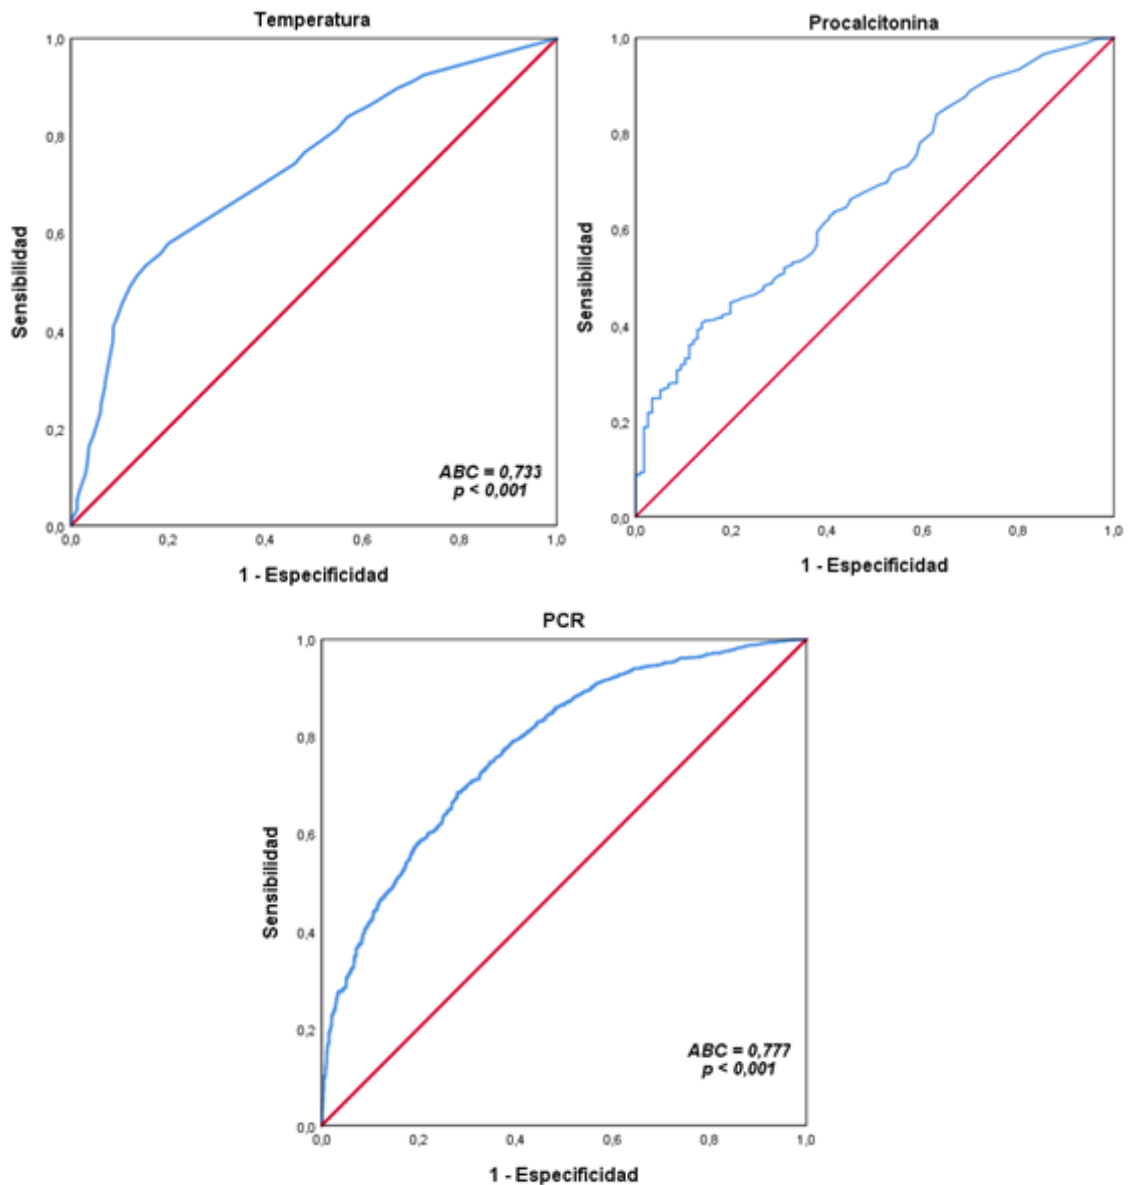 Temperatura
1,0
0,8
0,6
0,4
0,2
0,0
Sensibilidad
0,0 0,2 0,4 0,6 0,8 1,0
1 - Especificidad
ABC = 0,733
p < 0,001
Procalcitonina
1,0
0,8
0,6
0,4
0,2
0,0
Sensibilidad
0,0 0,2 0,4 0,6 0,8 1,0
1 - Especificidad
PCR
1,0
0,8
0,6
0,4
0,2
0,0
Sensibilidad
0,0 0,2 0,4 0,6 0,8 1,0
1 - Especificidad
ABC = 0,777
p < 0,001